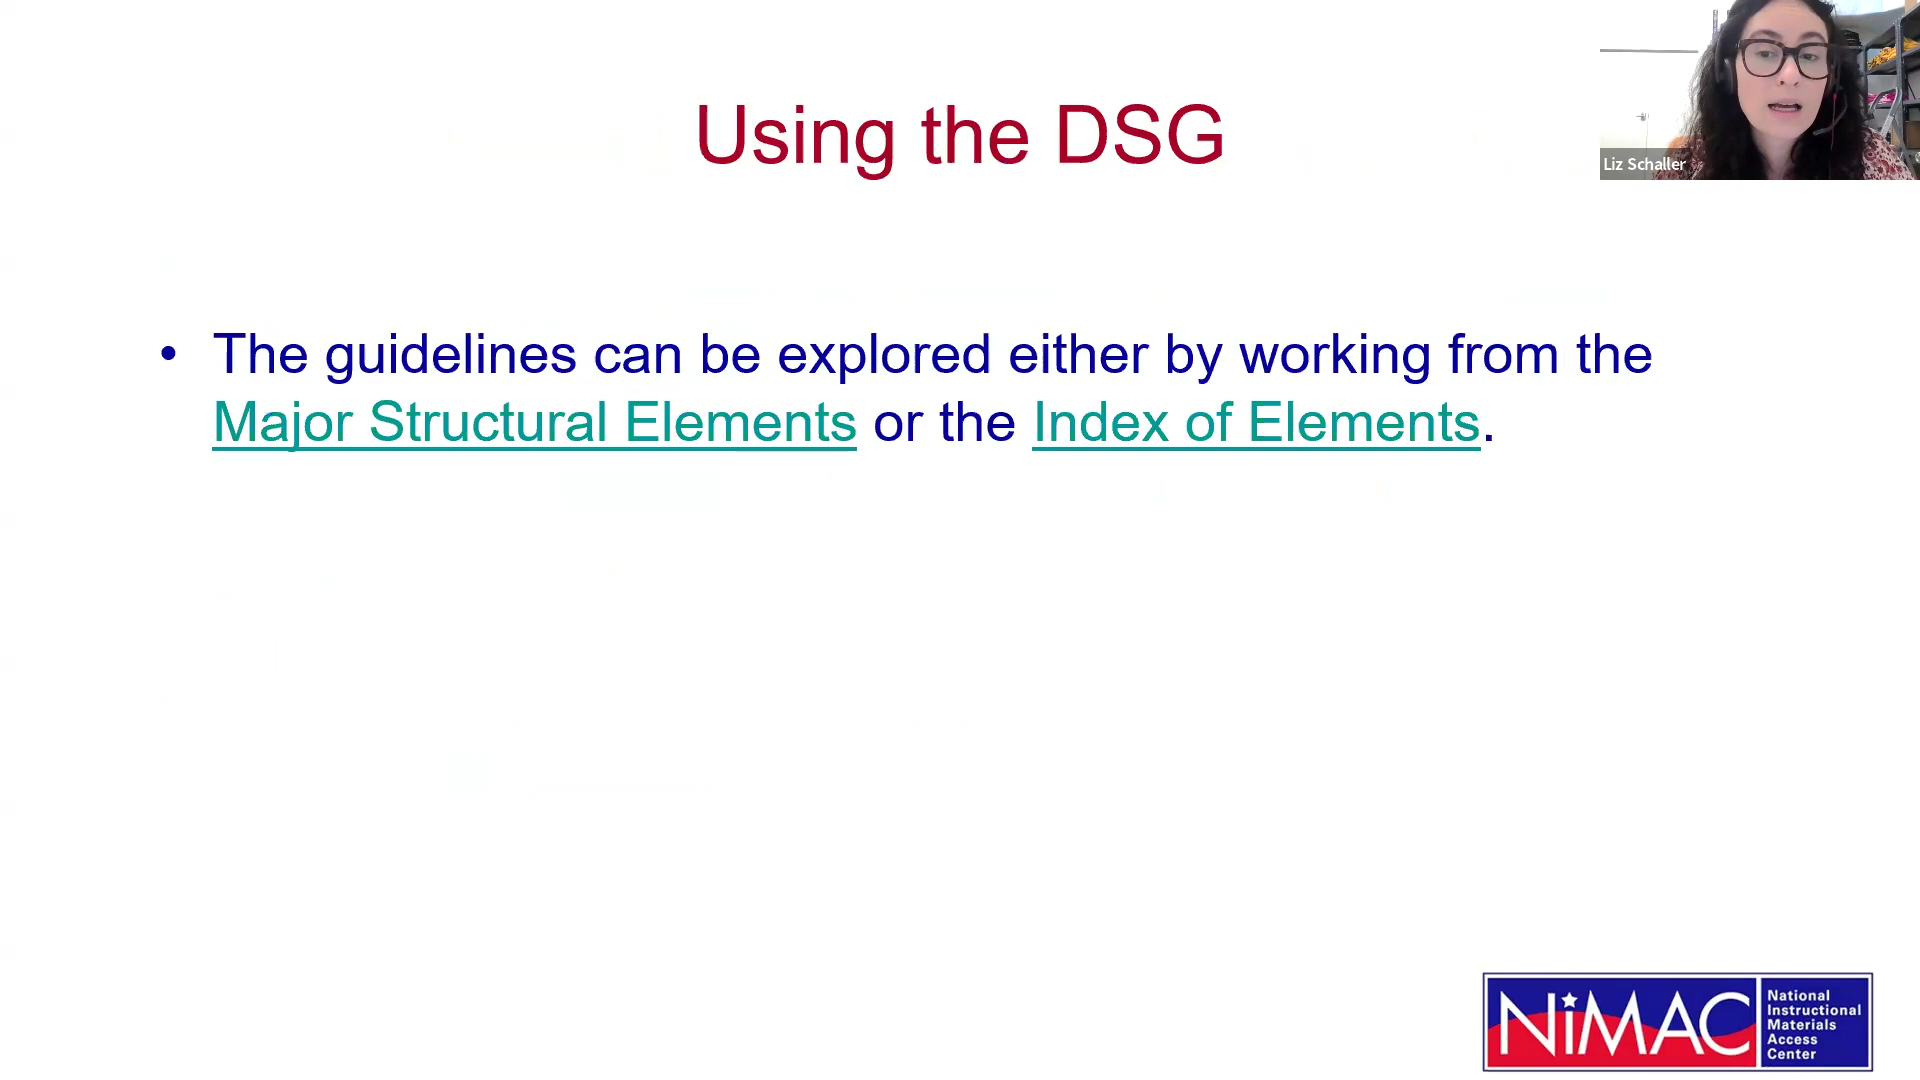 Using the DSG
Liz Schaller
• The guidelines can be explored either by working from the
Major Structural Elements or the Index of Elements.
NiMAC
National
Instructional
Materials
Access
Center